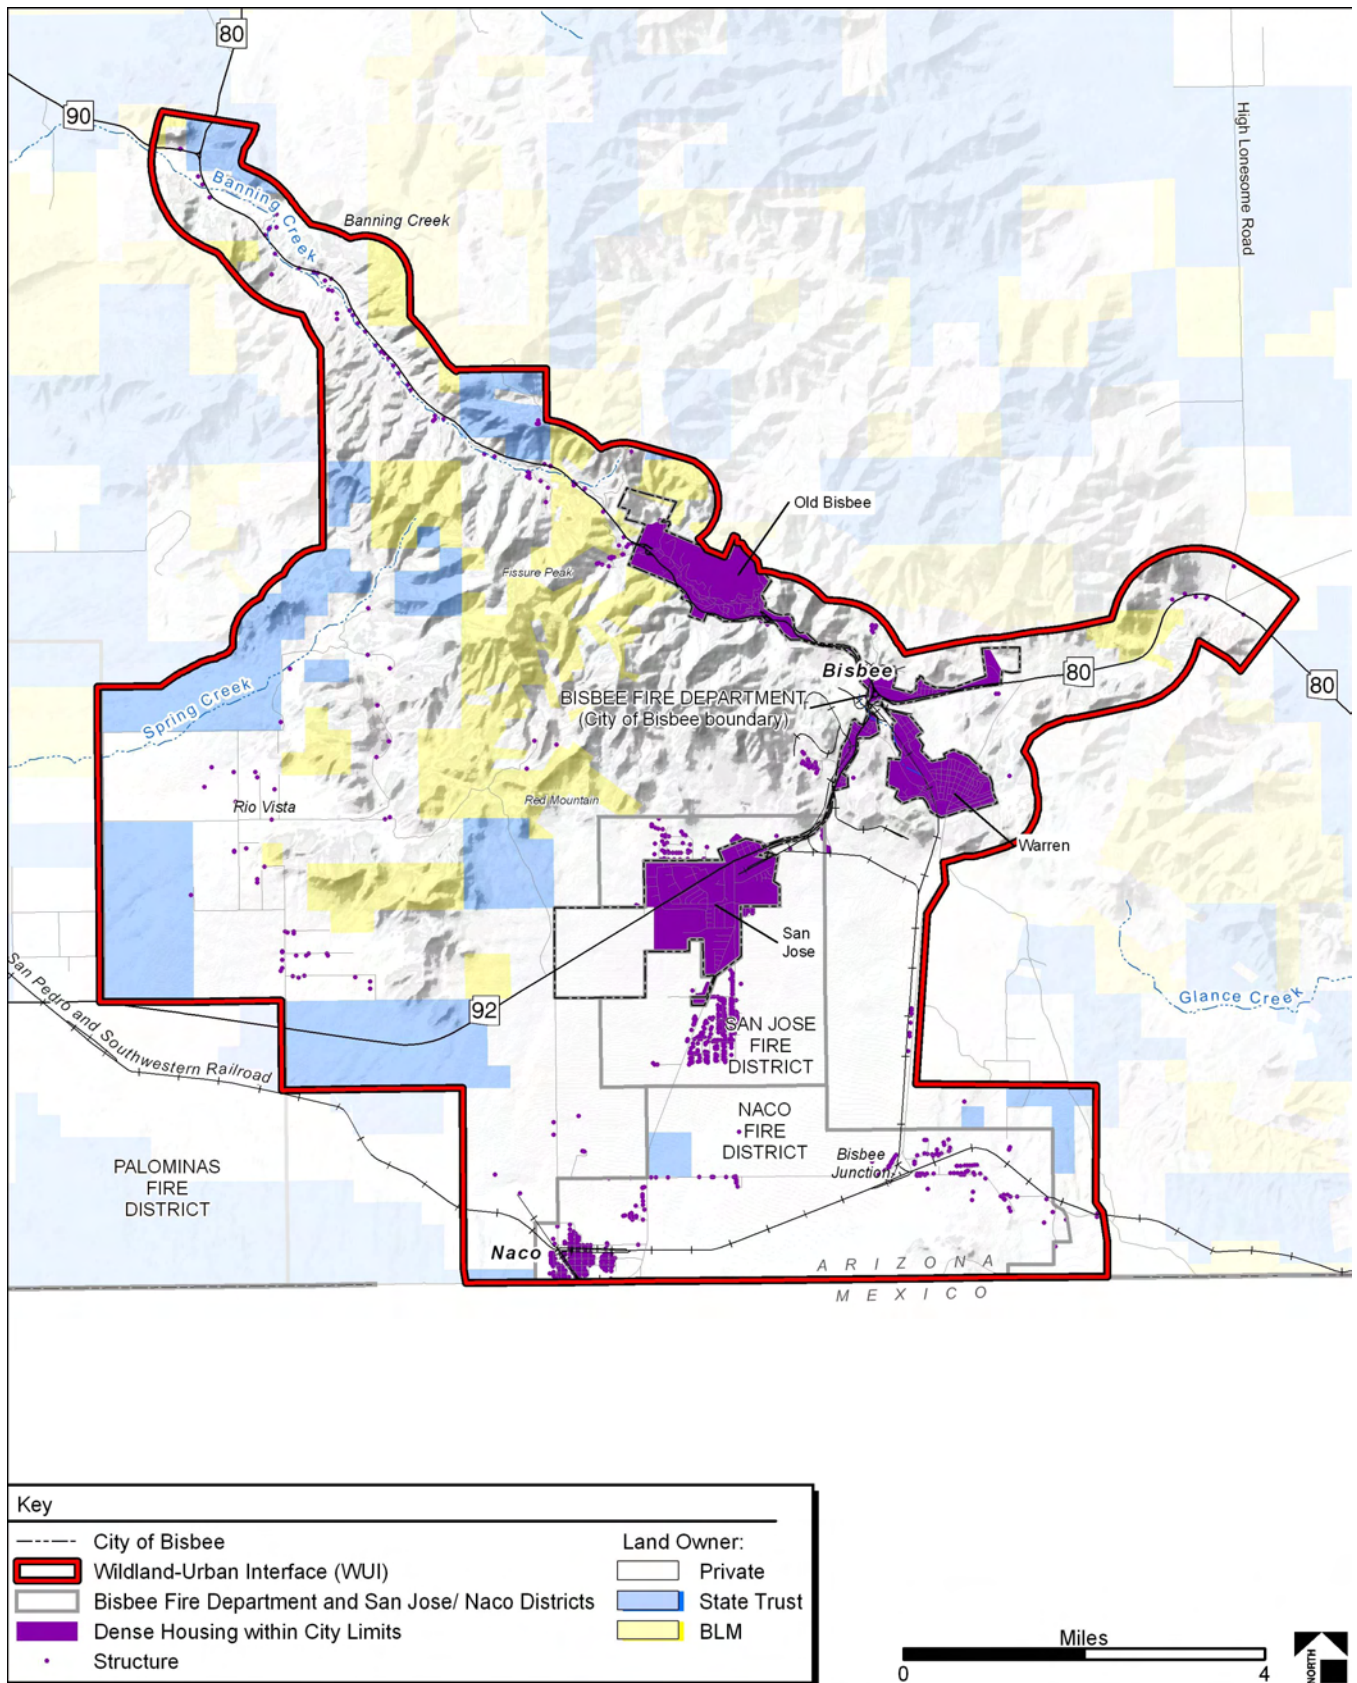 80
90
High Lonesome Road
Banning Creek
Banning Creek
Old Bisbee
Fissure Peak
Bisbee
80
80
BISBEE FIRE DEPARTMENT
(City of Bisbee boundary)
Spring Creek
Rio Vista
Red Mountain
Warren
San
Jose
Glance Creek
San Pedro and Southwestern Railroad
92
SAN JOSE
FIRE
DISTRICT
NACO
FIRE
DISTRICT
Bisbee
Junction
PALOMINAS
FIRE
DISTRICT
Naco
ARIZONA
MEXICO
Key
City of Bisbee
Wildland-Urban Interface (WUI)
Bisbee Fire Department and San Jose/ Naco Districts
Dense Housing within City Limits
Structure
Land Owner:
Private
State Trust
BLM
Miles
0 4
NORTH